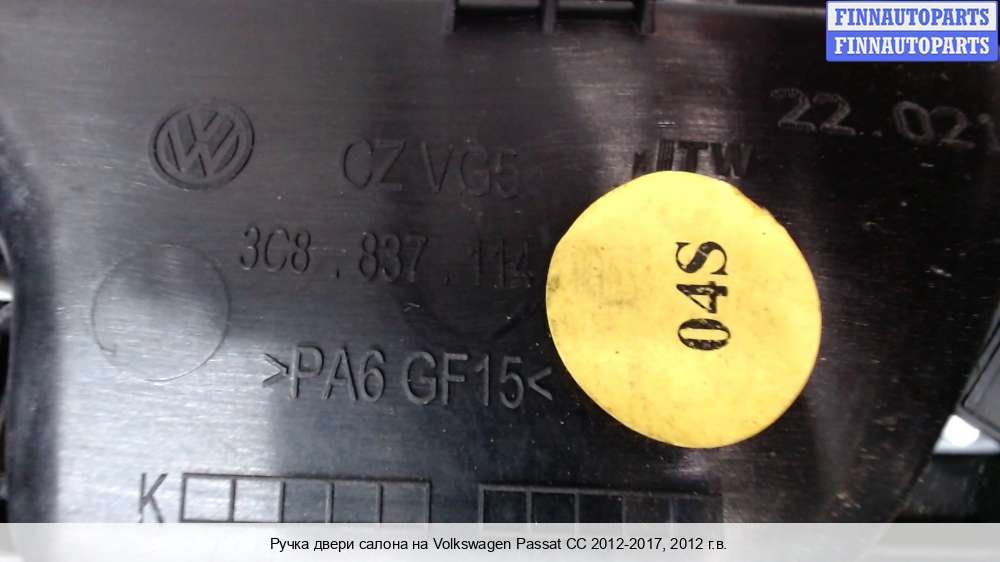 FINNAUTOPARTS
FINNAUTOPARTS
22..021
CZ VG5
ITW
3C8.837.114
04S
>PA6 GF15<
K
Ручка двери салона на Volkswagen Passat CC 2012-2017, 2012 г.в.